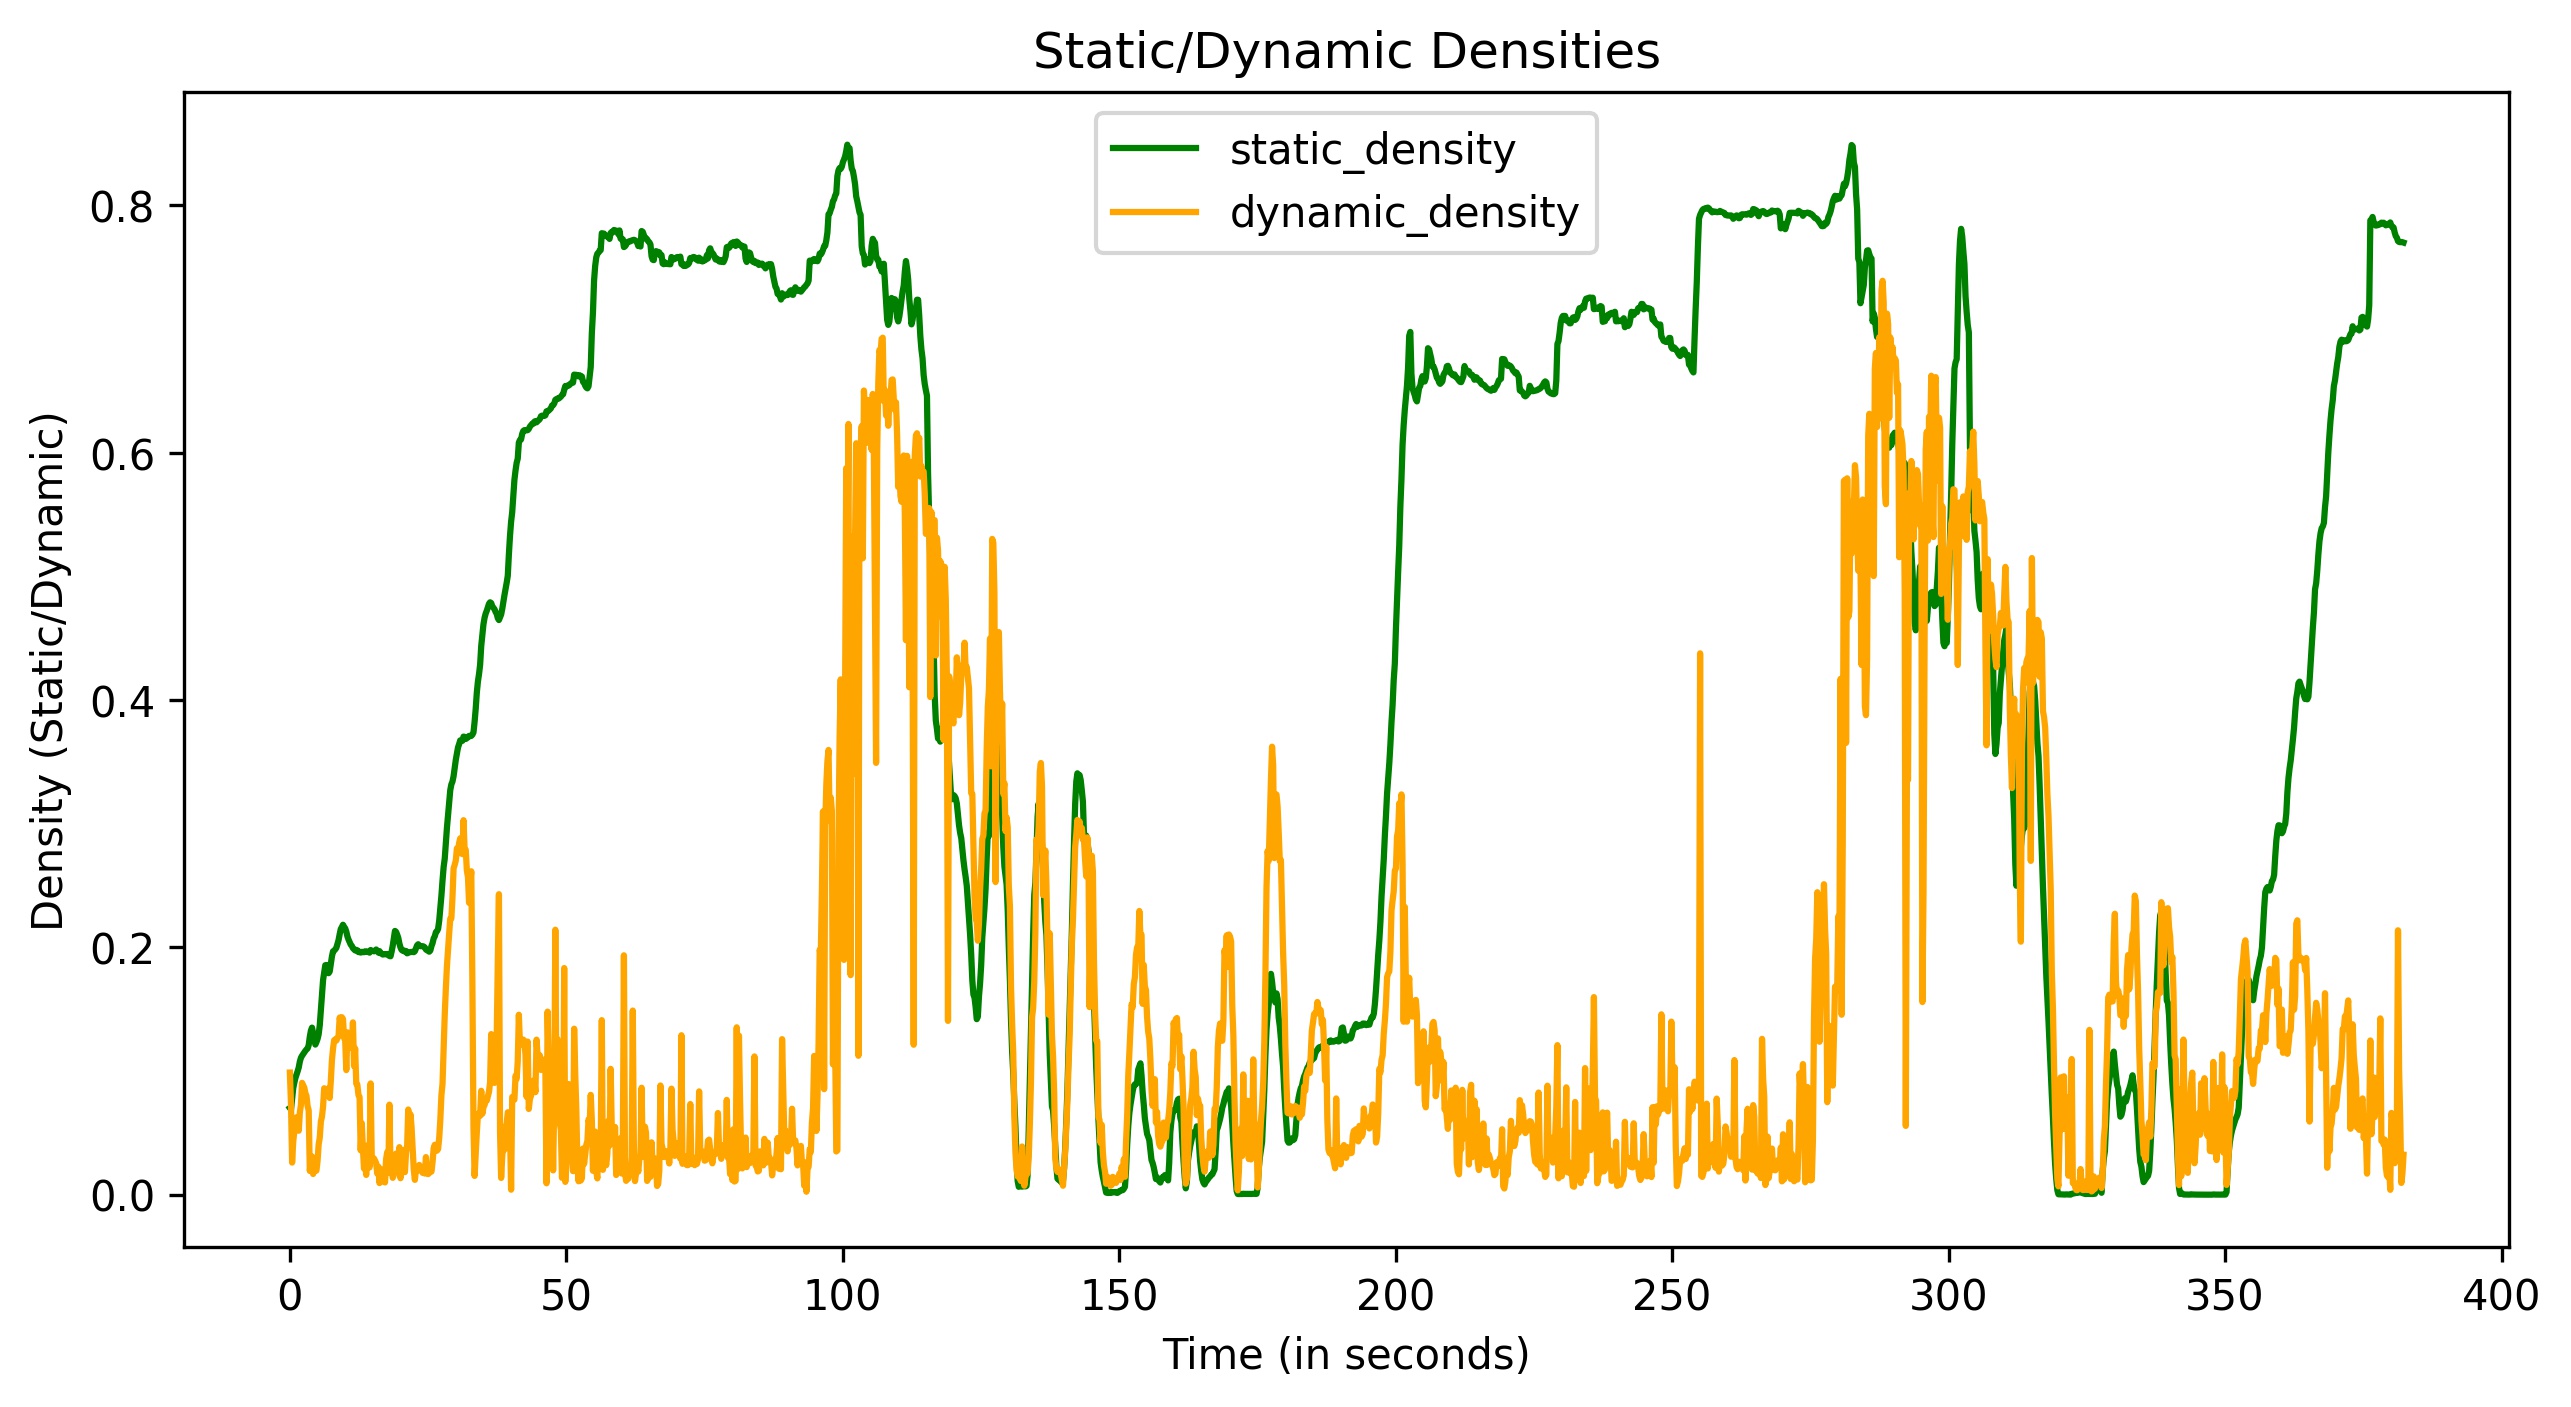 Static/Dynamic Densities
static_density
dynamic_density
Density (Static/Dynamic)
0.8
0.6
0.4
0.2
0.0
0 50 100 150 200 250 300 350 400
Time (in seconds)